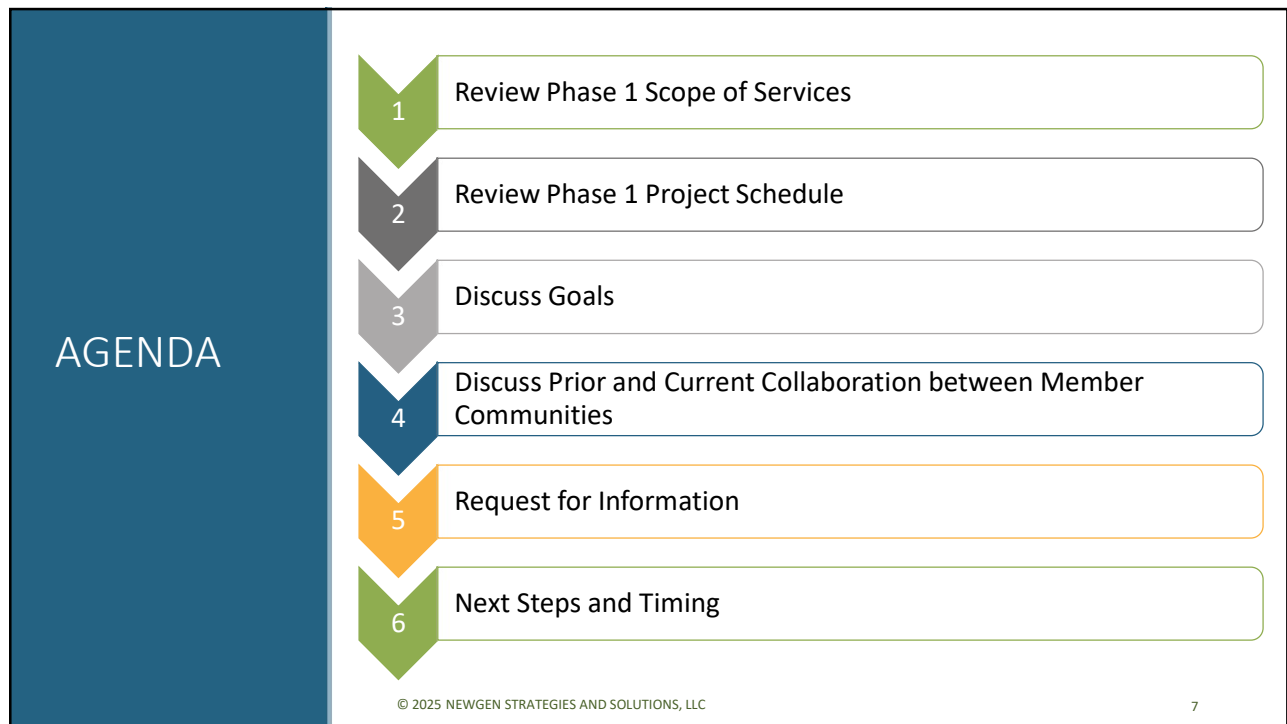 AGENDA
1
Review Phase 1 Scope of Services
2
Review Phase 1 Project Schedule
3
Discuss Goals
4
Discuss Prior and Current Collaboration between Member
Communities
5
Request for Information
6
Next Steps and Timing
© 2025 NEWGEN STRATEGIES AND SOLUTIONS, LLC
7